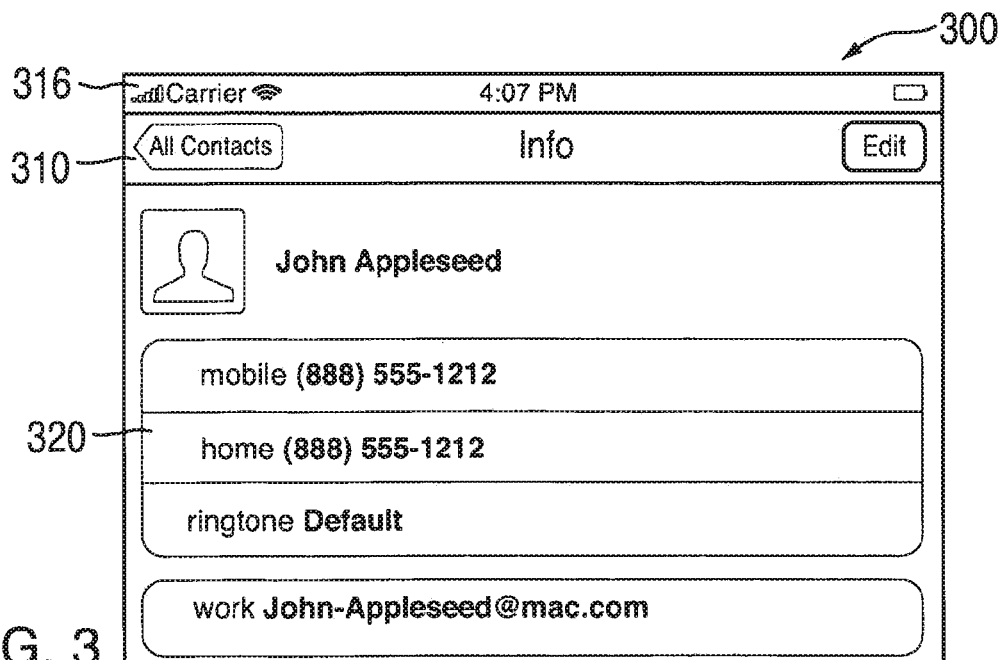 300
316 Carrier 4:07 PM
310 All Contacts Info Edit
John Appleseed
mobile (888) 555-1212
320 home (888) 555-1212
ringtone Default
work John-Appleseed@mac.com
G. 3